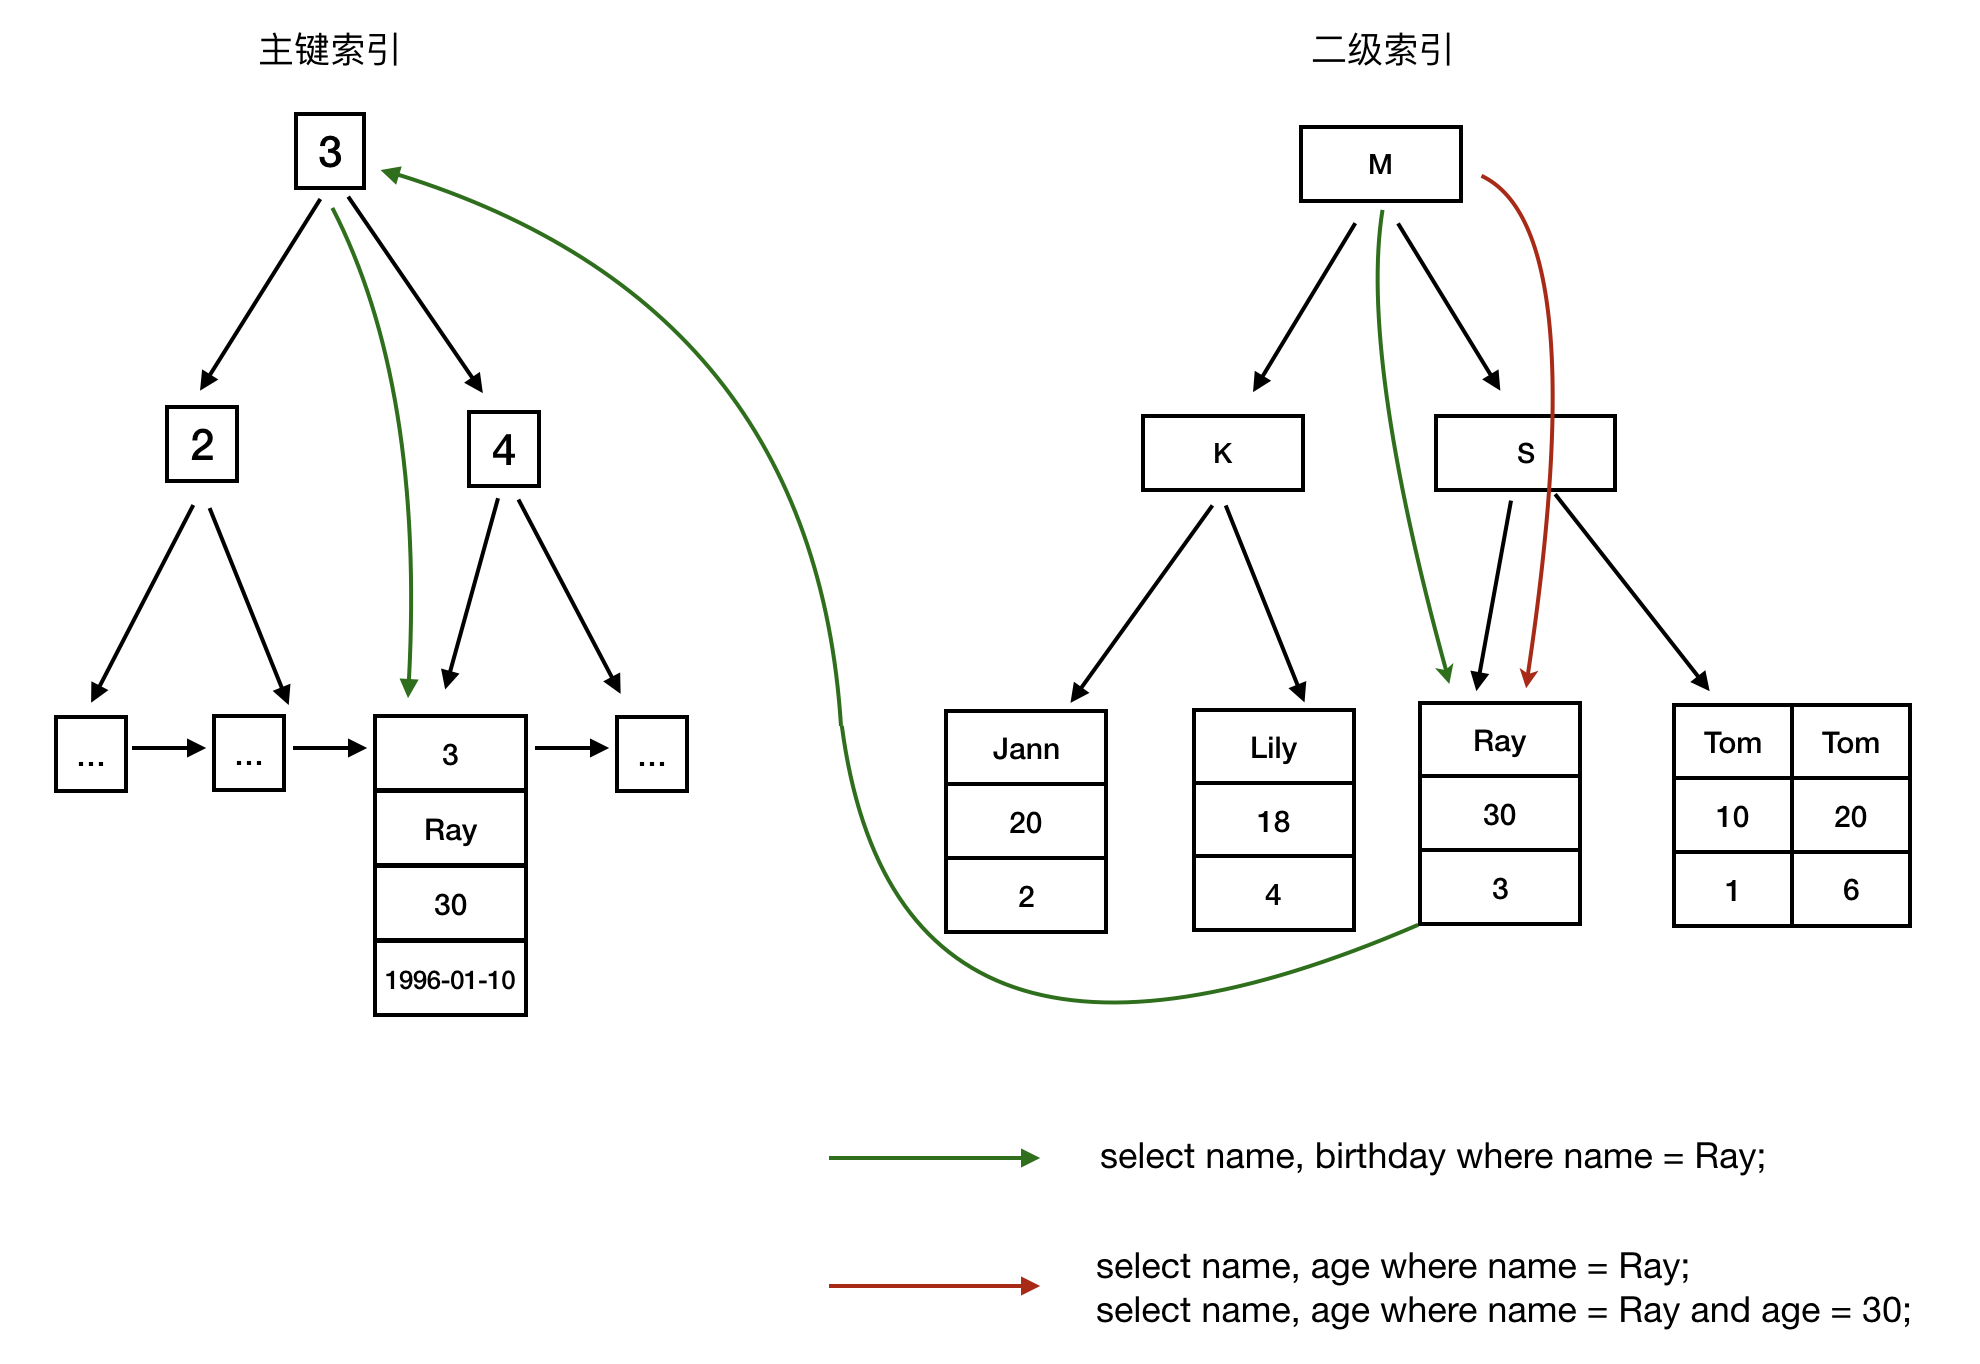 主键索引
二级索引
3
M
2
4
K
S
...
...
3
Ray
30
1996-01-10
...
Jann
20
2
Lily
18
4
Ray
30
3
Tom Tom
10 20
1 6
select name, birthday where name = Ray;
select name, age where name = Ray;
select name, age where name = Ray and age = 30;